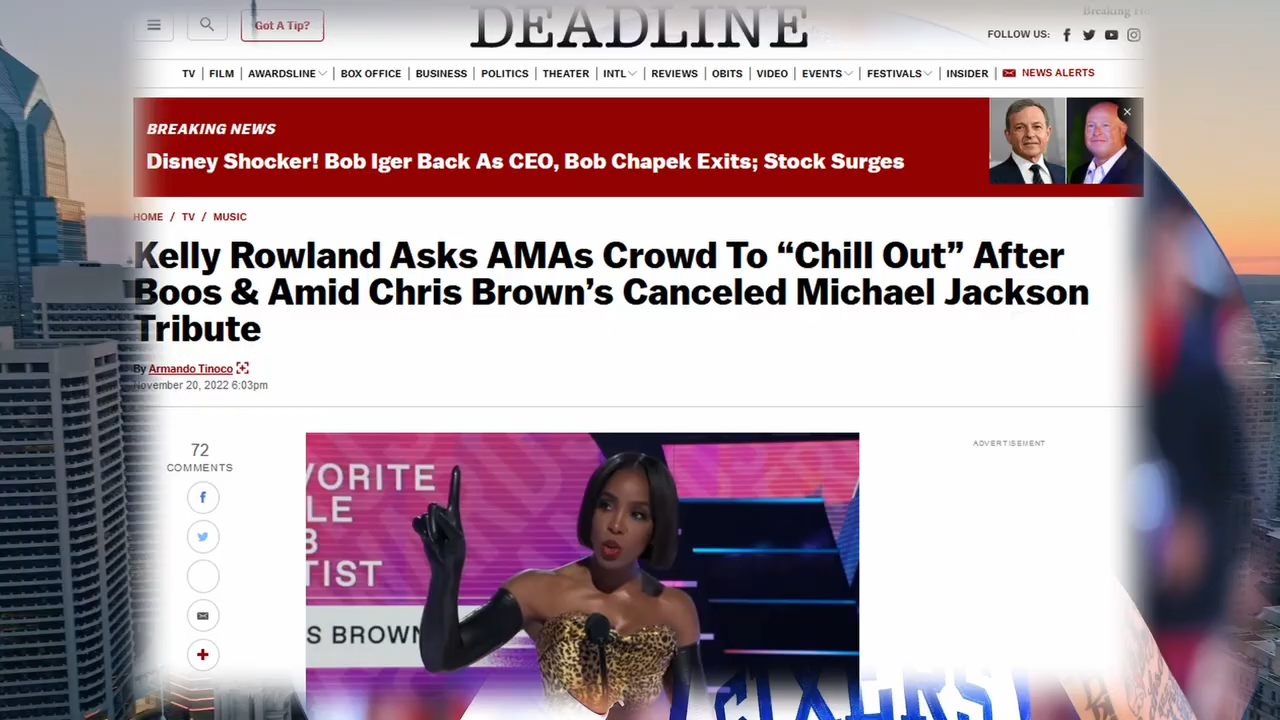 Breaking
Got A Tip?
DEADLINE
FOLLOW US:
TV FILM AWARDSLINE BOX OFFICE BUSINESS POLITICS THEATER INTL REVIEWS OBITS VIDEO EVENTS FESTIVALS INSIDER NEWS ALERTS
BREAKING NEWS
Disney Shocker! Bob Iger Back As CEO, Bob Chapek Exits; Stock Surges
HOME / TV / MUSIC
Kelly Rowland Asks AMAs Crowd To “Chill Out” After
Boos & Amid Chris Brown’s Canceled Michael Jackson
Tribute
By Armando Tinoco
November 20, 2022 6:03pm
72
COMMENTS
ADVERTISEMENT
VORITE
LE
B
TIST
S BROWN
SIXERS